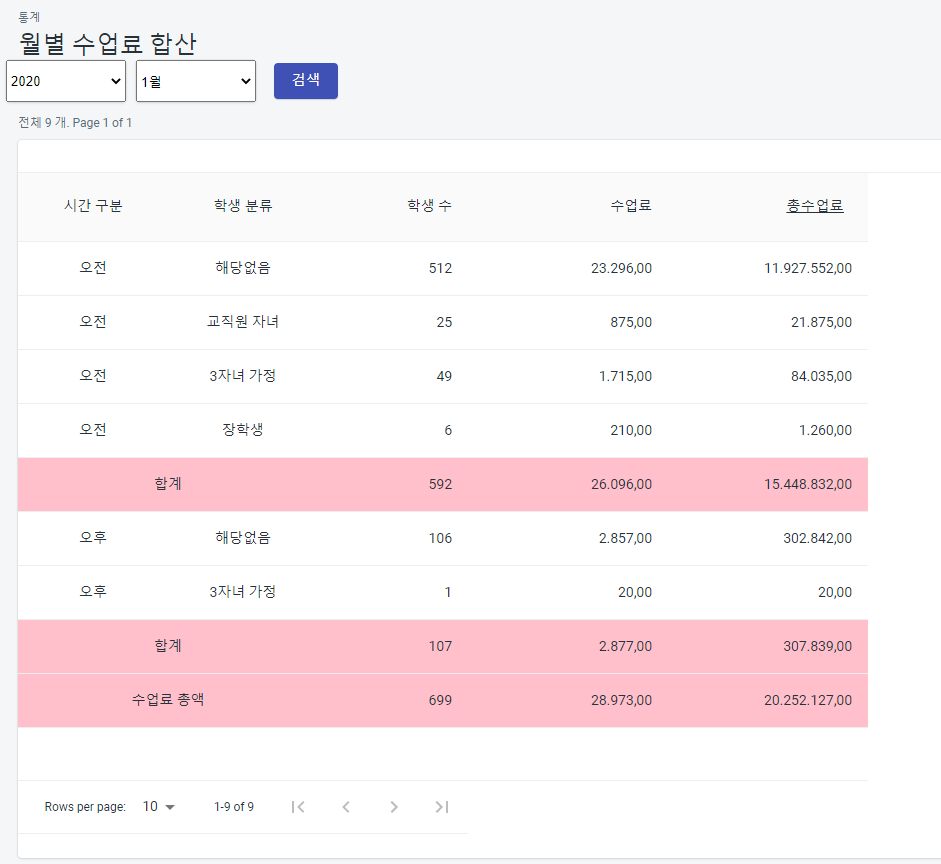 통계
월별 수업료 합산
2020 1월 검색
전체 9 개. Page 1 of 1
시간 구분 학생 분류 학생 수 수업료 총수업료
오전 해당없음 512 23.296,00 11.927.552,00
오전 교직원 자녀 25 875,00 21.875,00
오전 3자녀 가정 49 1.715,00 84.035,00
오전 장학생 6 210,00 1.260,00
합계 592 26.096,00 15.448.832,00
오후 해당없음 106 2.857,00 302.842,00
오후 3자녀 가정 1 20,00 20,00
합계 107 2.877,00 307.839,00
수업료 총액 699 28.973,00 20.252.127,00
Rows per page: 10 1-9 of 9